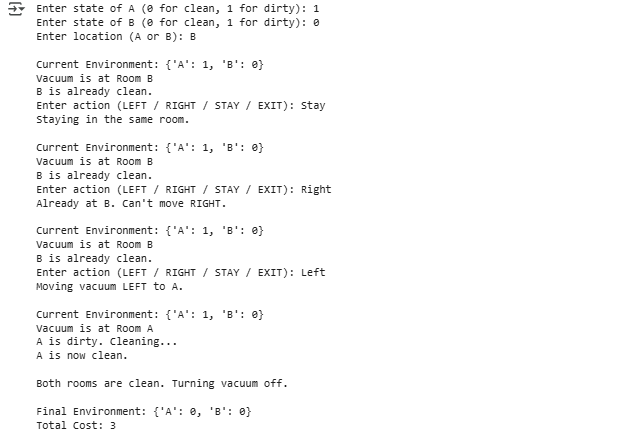 Enter state of A (0 for clean, 1 for dirty): 1
Enter state of B (0 for clean, 1 for dirty): 0
Enter location (A or B): B
Current Environment: {'A': 1, 'B': 0}
Vacuum is at Room B
B is already clean.
Enter action (LEFT / RIGHT / STAY / EXIT): Stay
Staying in the same room.
Current Environment: {'A': 1, 'B': 0}
Vacuum is at Room B
B is already clean.
Enter action (LEFT / RIGHT / STAY / EXIT): Right
Already at B. Can't move RIGHT.
Current Environment: {'A': 1, 'B': 0}
Vacuum is at Room B
B is already clean.
Enter action (LEFT / RIGHT / STAY / EXIT): Left
Moving vacuum LEFT to A.
Current Environment: {'A': 1, 'B': 0}
Vacuum is at Room A
A is dirty. Cleaning...
A is now clean.
Both rooms are clean. Turning vacuum off.
Final Environment: {'A': 0, 'B': 0}
Total Cost: 3